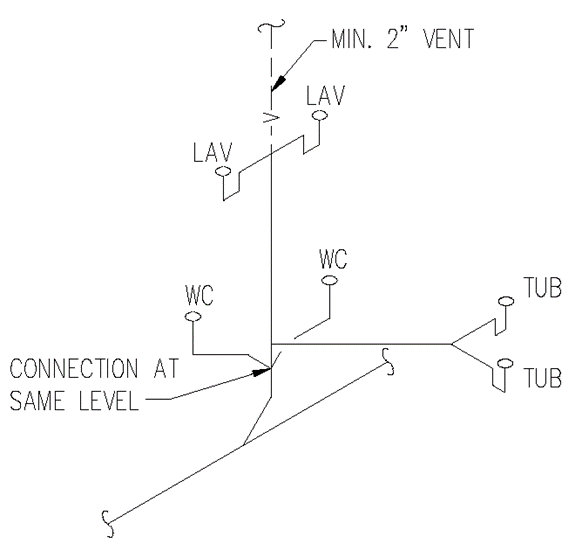 MIN. 2” VENT
V
LAV
LAV
WC
WC
TUB
TUB
CONNECTION AT
SAME LEVEL